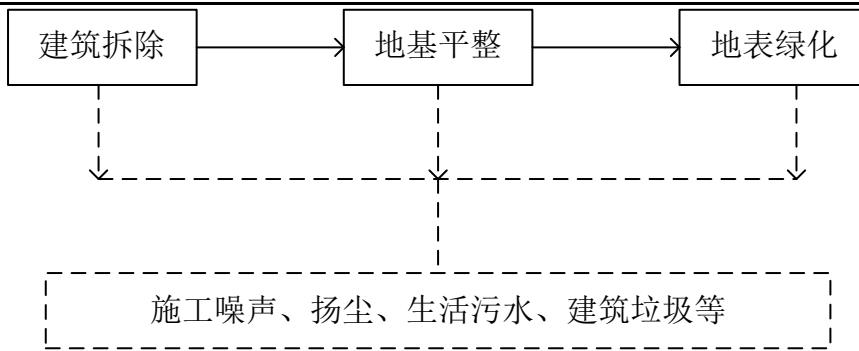 建筑拆除
地基平整
地表绿化
施工噪声、扬尘、生活污水、建筑垃圾等